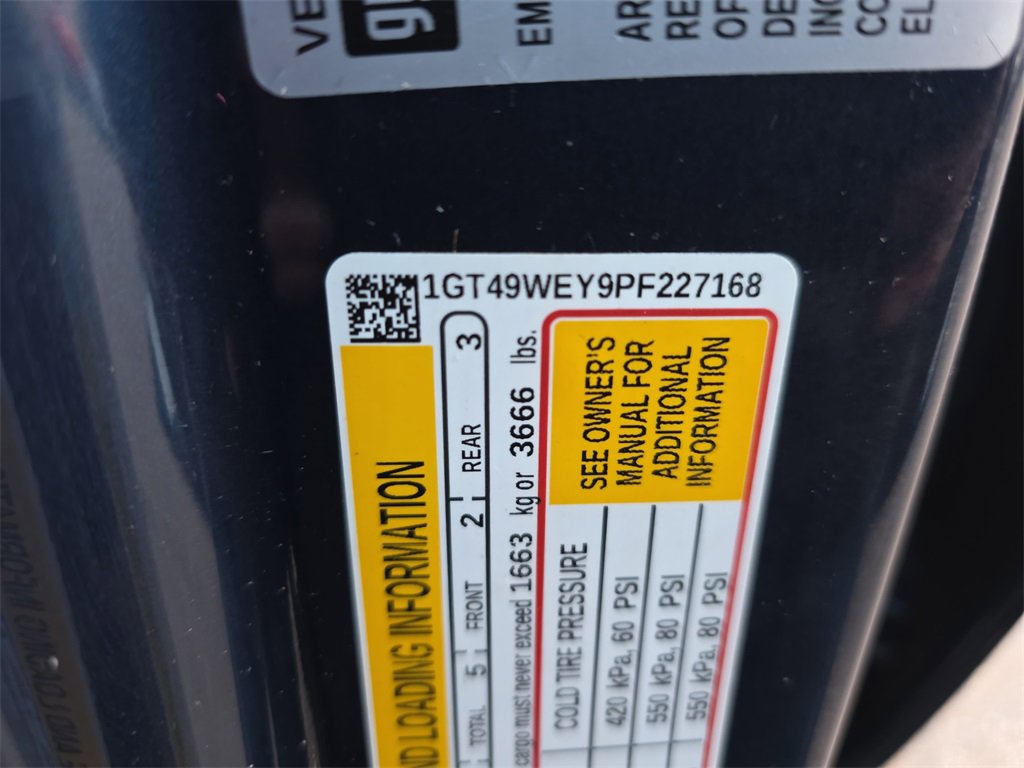 VE
gm
EM
AR
RE
OF
DE
INC
CO
EL
1GT49WEY9PF227168
ND LOADING INFORMATION
TOTAL 5 FRONT 2 REAR 3
cargo must never exceed 1663 kg or 3666 lbs.
COLD TIRE PRESSURE
420 kPa, 60 PSI
550 kPa, 80 PSI
550 kPa, 80 PSI
SEE OWNER'S
MANUAL FOR
ADDITIONAL
INFORMATION